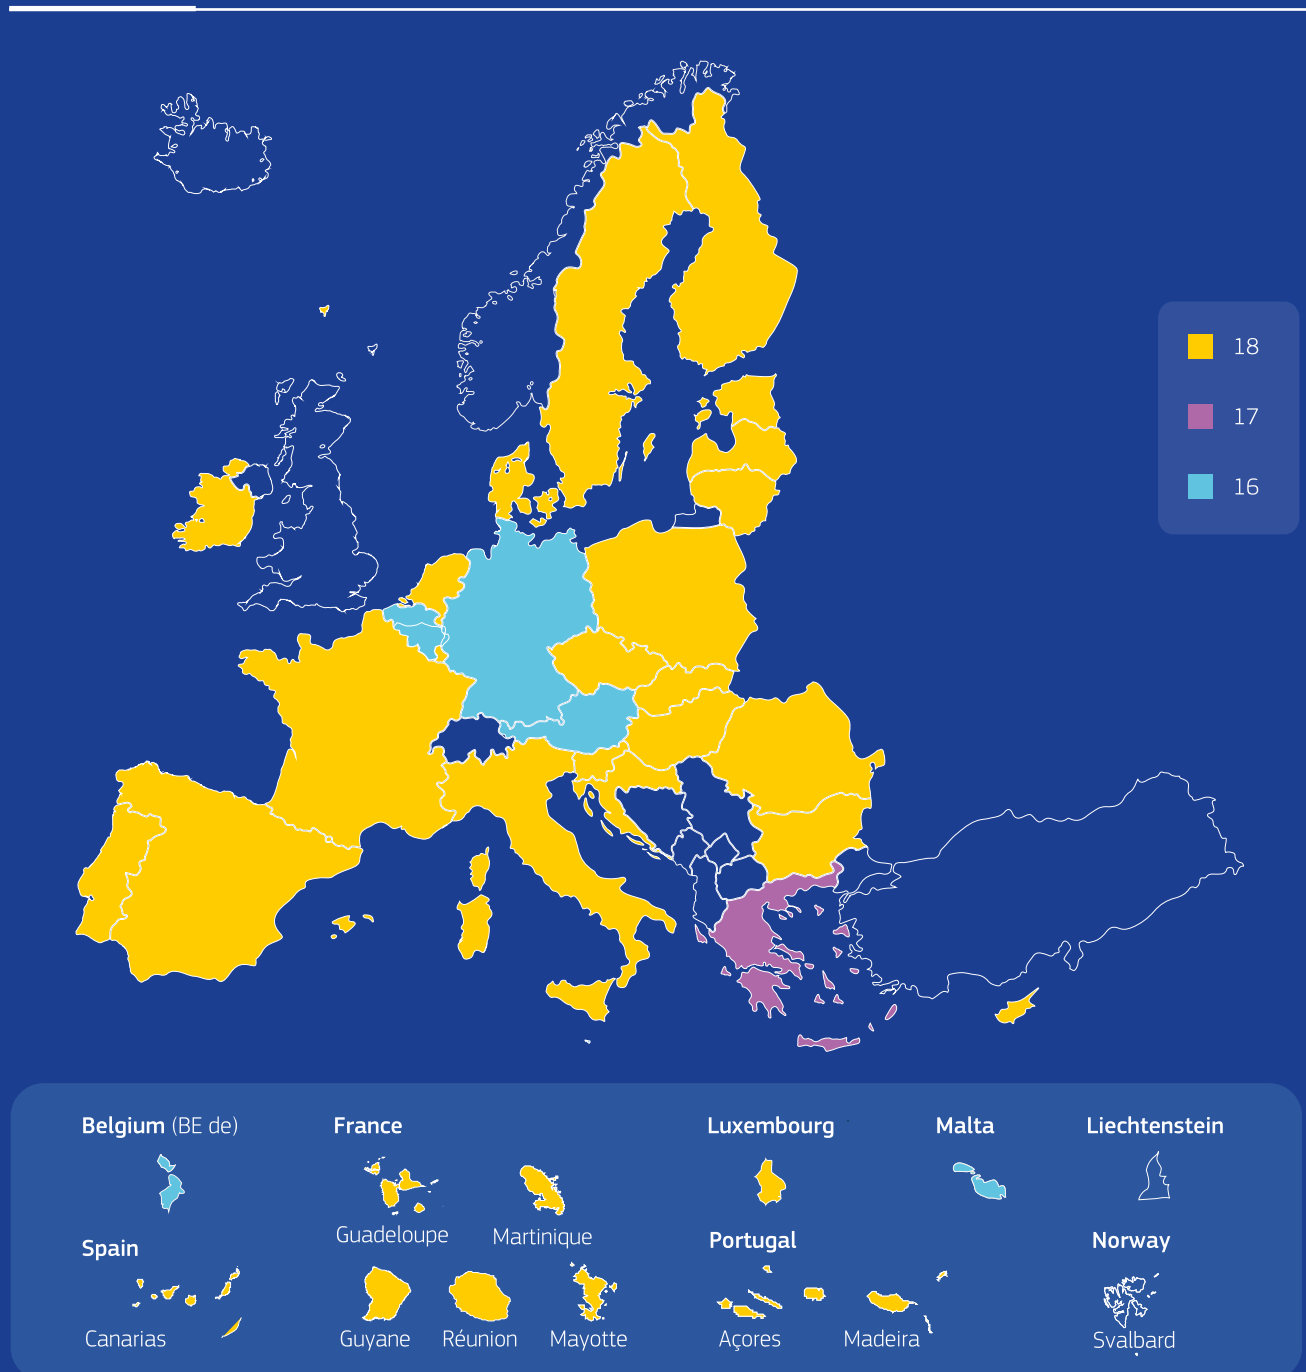 18
17
16
Belgium (BE de)
France
Luxembourg
Malta
Liechtenstein
Guadeloupe
Martinique
Spain
Portugal
Norway
Canarias
Guyane
Réunion
Mayotte
Açores
Madeira
Svalbard